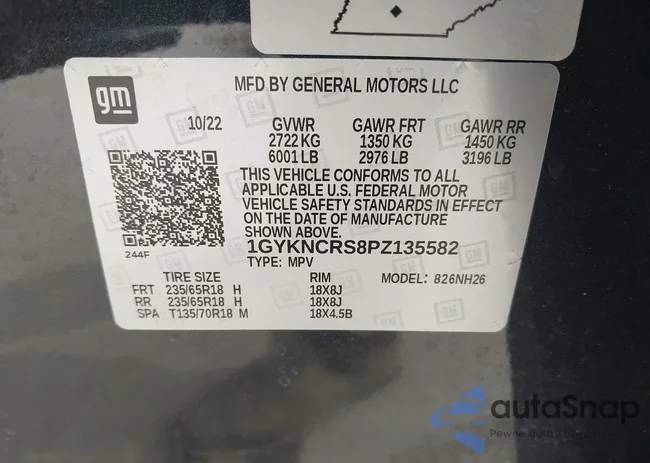 gm
MFD BY GENERAL MOTORS LLC
10/22 GVWR GAWR FRT GAWR RR
2722 KG 1350 KG 1450 KG
6001 LB 2976 LB 3196 LB
THIS VEHICLE CONFORMS TO ALL
APPLICABLE U.S. FEDERAL MOTOR
VEHICLE SAFETY STANDARDS IN EFFECT
ON THE DATE OF MANUFACTURE
SHOWN ABOVE.
1GYKNCRS8PZ135582
244F
TYPE: MPV
TIRE SIZE RIM MODEL: 826NH26
FRT 235/65R18 H 18X8J
RR 235/65R18 H 18X8J
SPA T135/70R18 M 18X4.5B
autaSnap